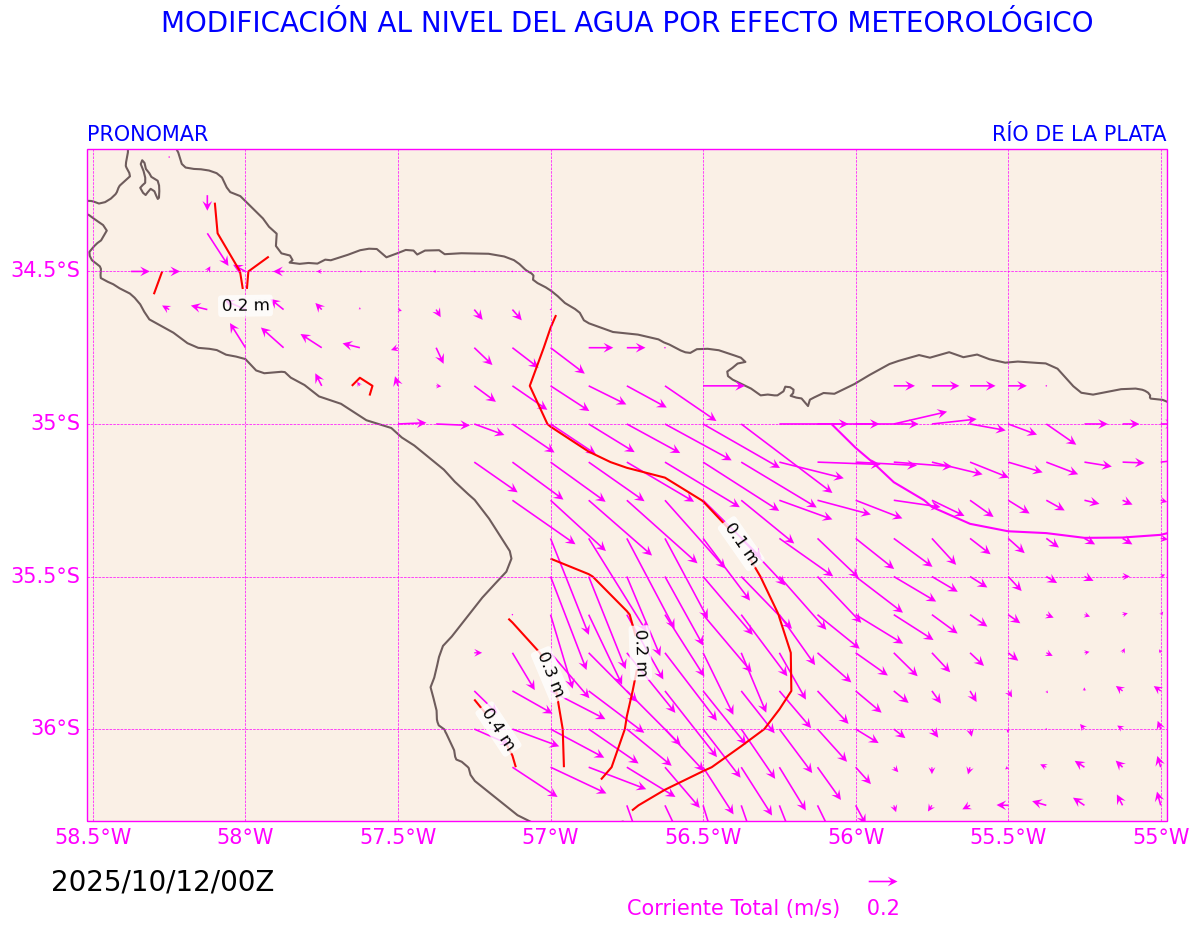 MODIFICACIÓN AL NIVEL DEL AGUA POR EFECTO METEOROLÓGICO
PRONOMAR
RÍO DE LA PLATA
34.5°S
0.2 m
35°S
0.1 m
35.5°S
0.2 m
0.3 m
0.4 m
36°S
58.5°W
58°W
57.5°W
57°W
56.5°W
56°W
55.5°W
55°W
2025/10/12/00Z
Corriente Total (m/s)
0.2